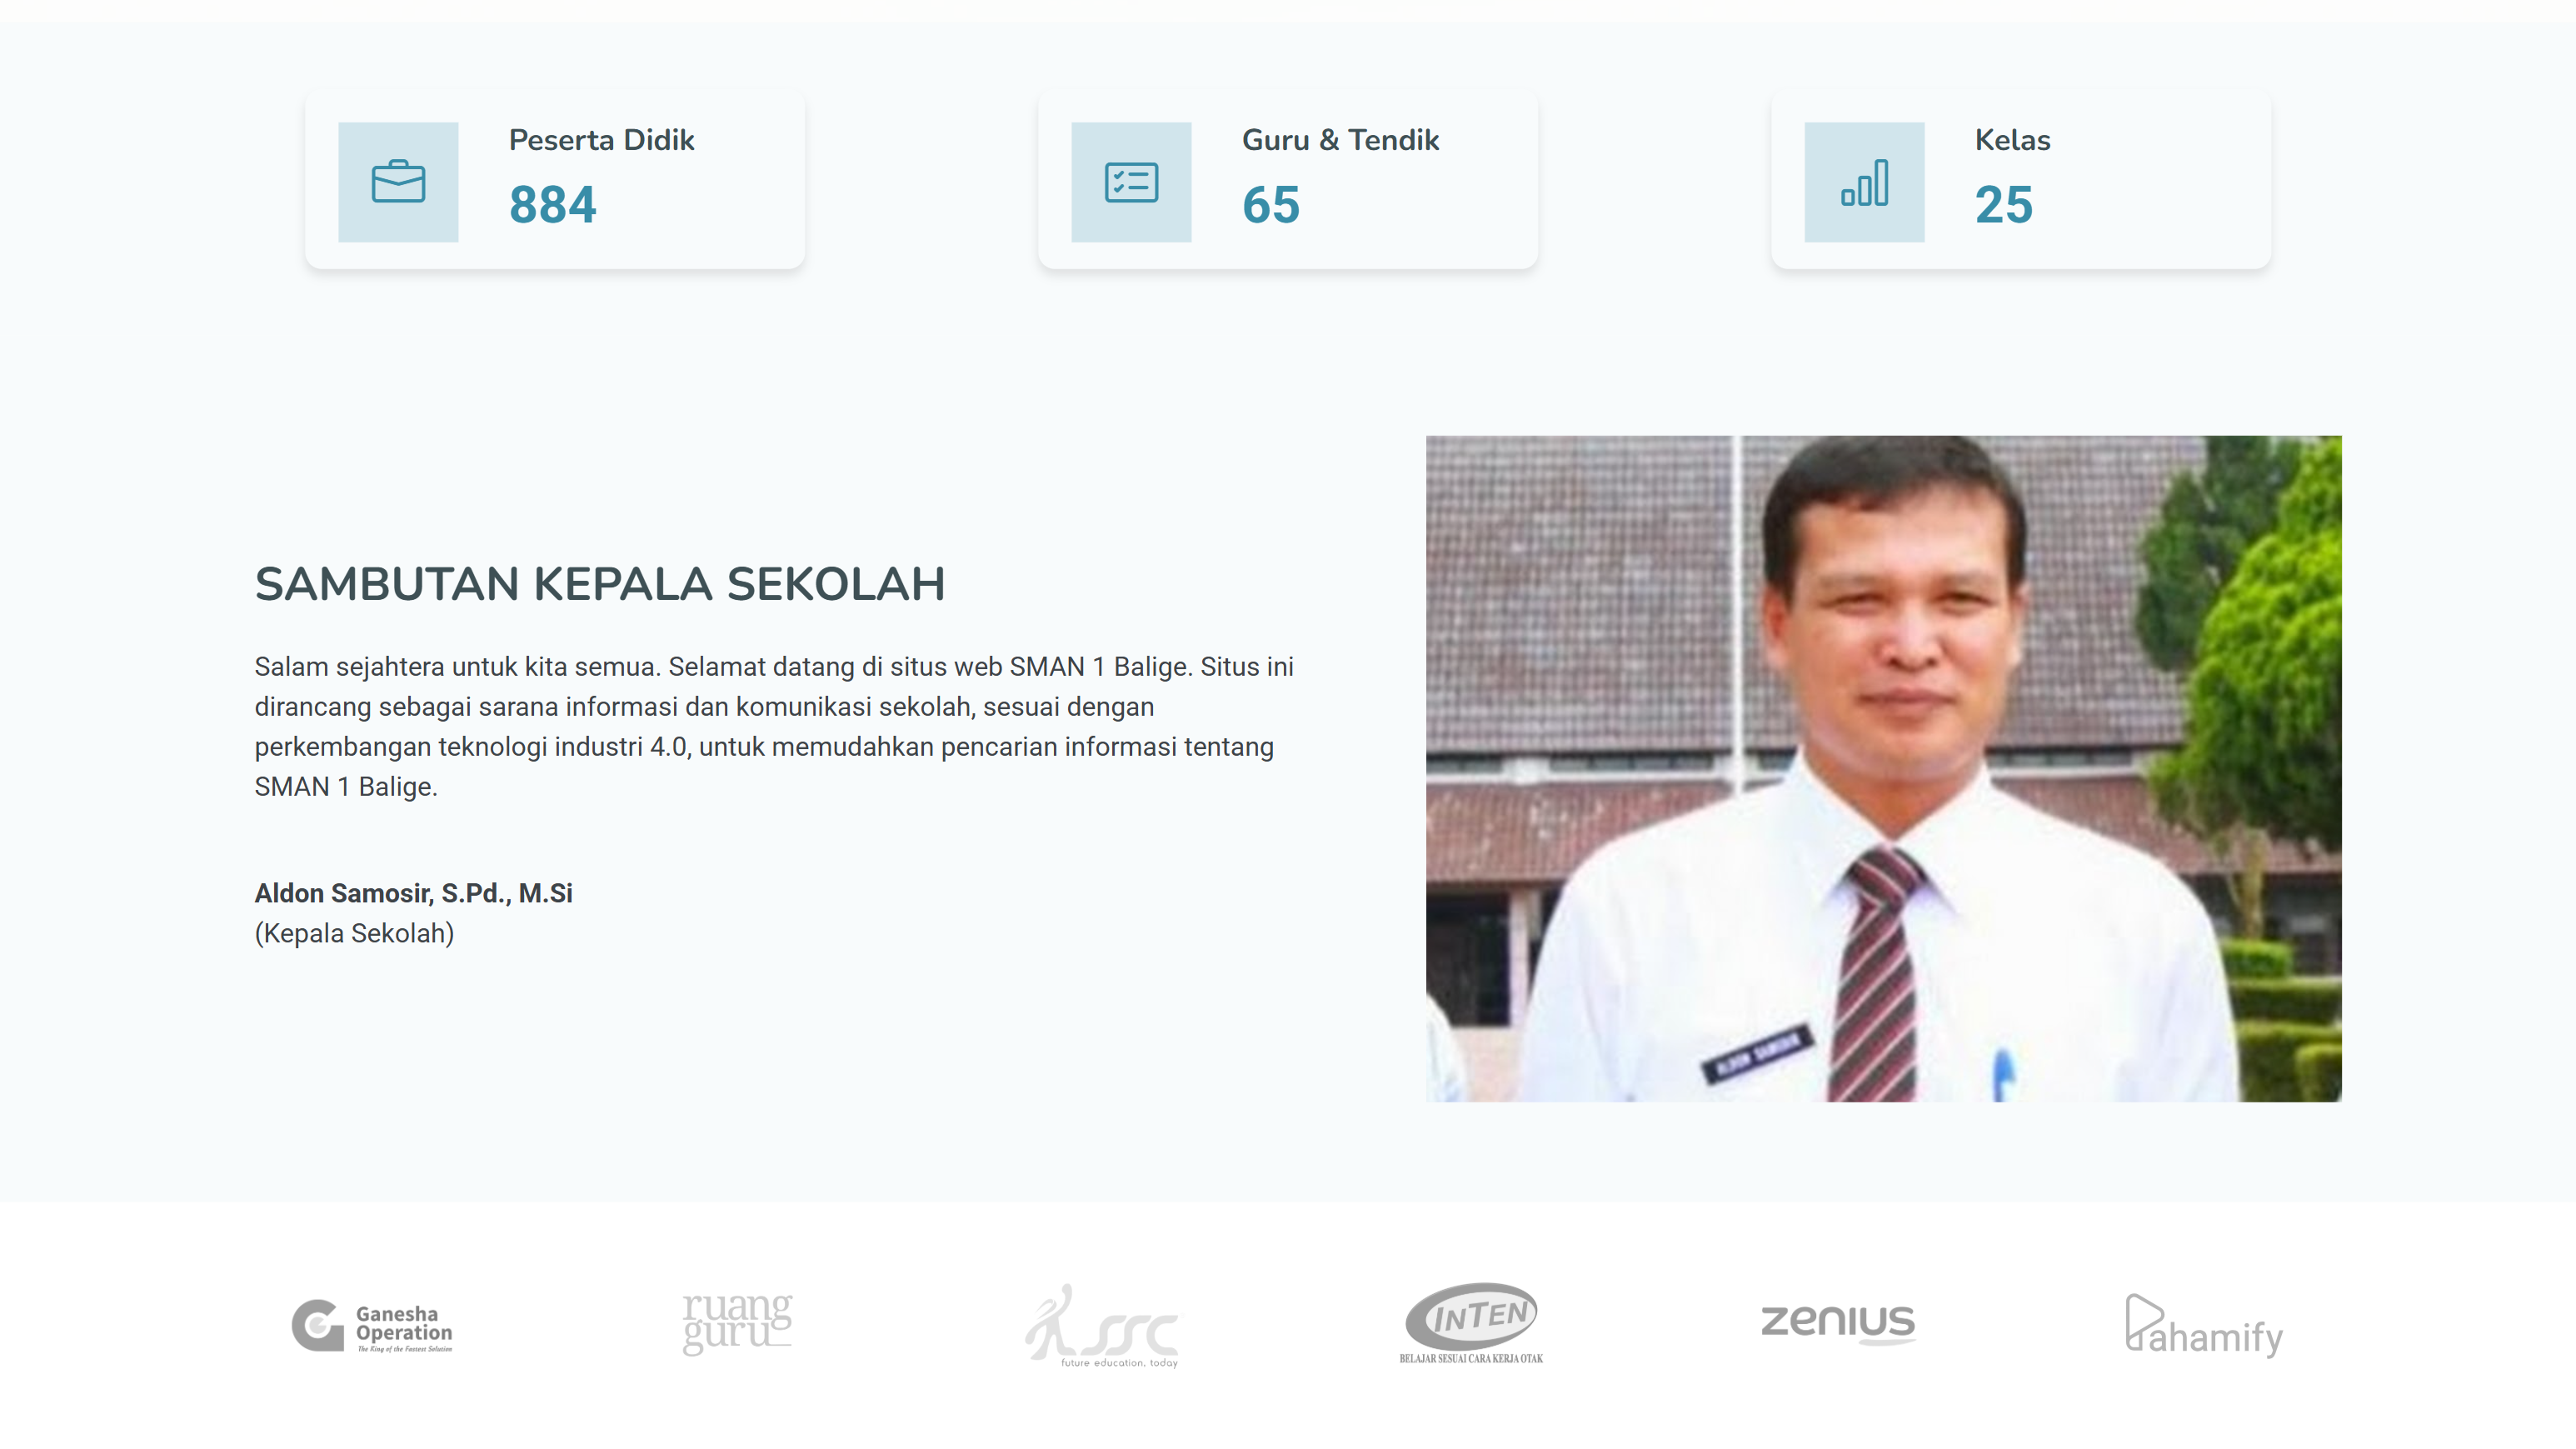 Peserta Didik
884
Guru & Tendik
65
Kelas
25
SAMBUTAN KEPALA SEKOLAH
Salam sejahtera untuk kita semua. Selamat datang di situs web SMAN 1 Balige. Situs ini
dirancang sebagai sarana informasi dan komunikasi sekolah, sesuai dengan
perkembangan teknologi industri 4.0, untuk memudahkan pencarian informasi tentang
SMAN 1 Balige.
Aldon Samosir, S.Pd., M.Si
(Kepala Sekolah)
ALDON SAMOSIR
Ganesha
Operation
The King of the Fastest Solution
ruang
guru
ssc
future education, today
INTEN
BELAJAR SESUAI CARA KERJA OTAK
zenius
Pahamify